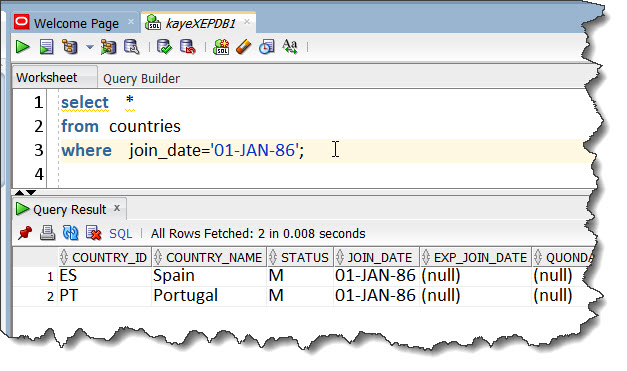 Welcome Page kayeXEPDB1
SQL Aa
Worksheet Query Builder
1 select *
2 from countries
3 where join_date='01-JAN-86';
4
Query Result x
SQL | All Rows Fetched: 2 in 0.008 seconds
COUNTRY_ID COUNTRY_NAME STATUS JOIN_DATE EXP_JOIN_DATE QUONDA
1 ES Spain M 01-JAN-86 (null) (null)
2 PT Portugal M 01-JAN-86 (null) (null)